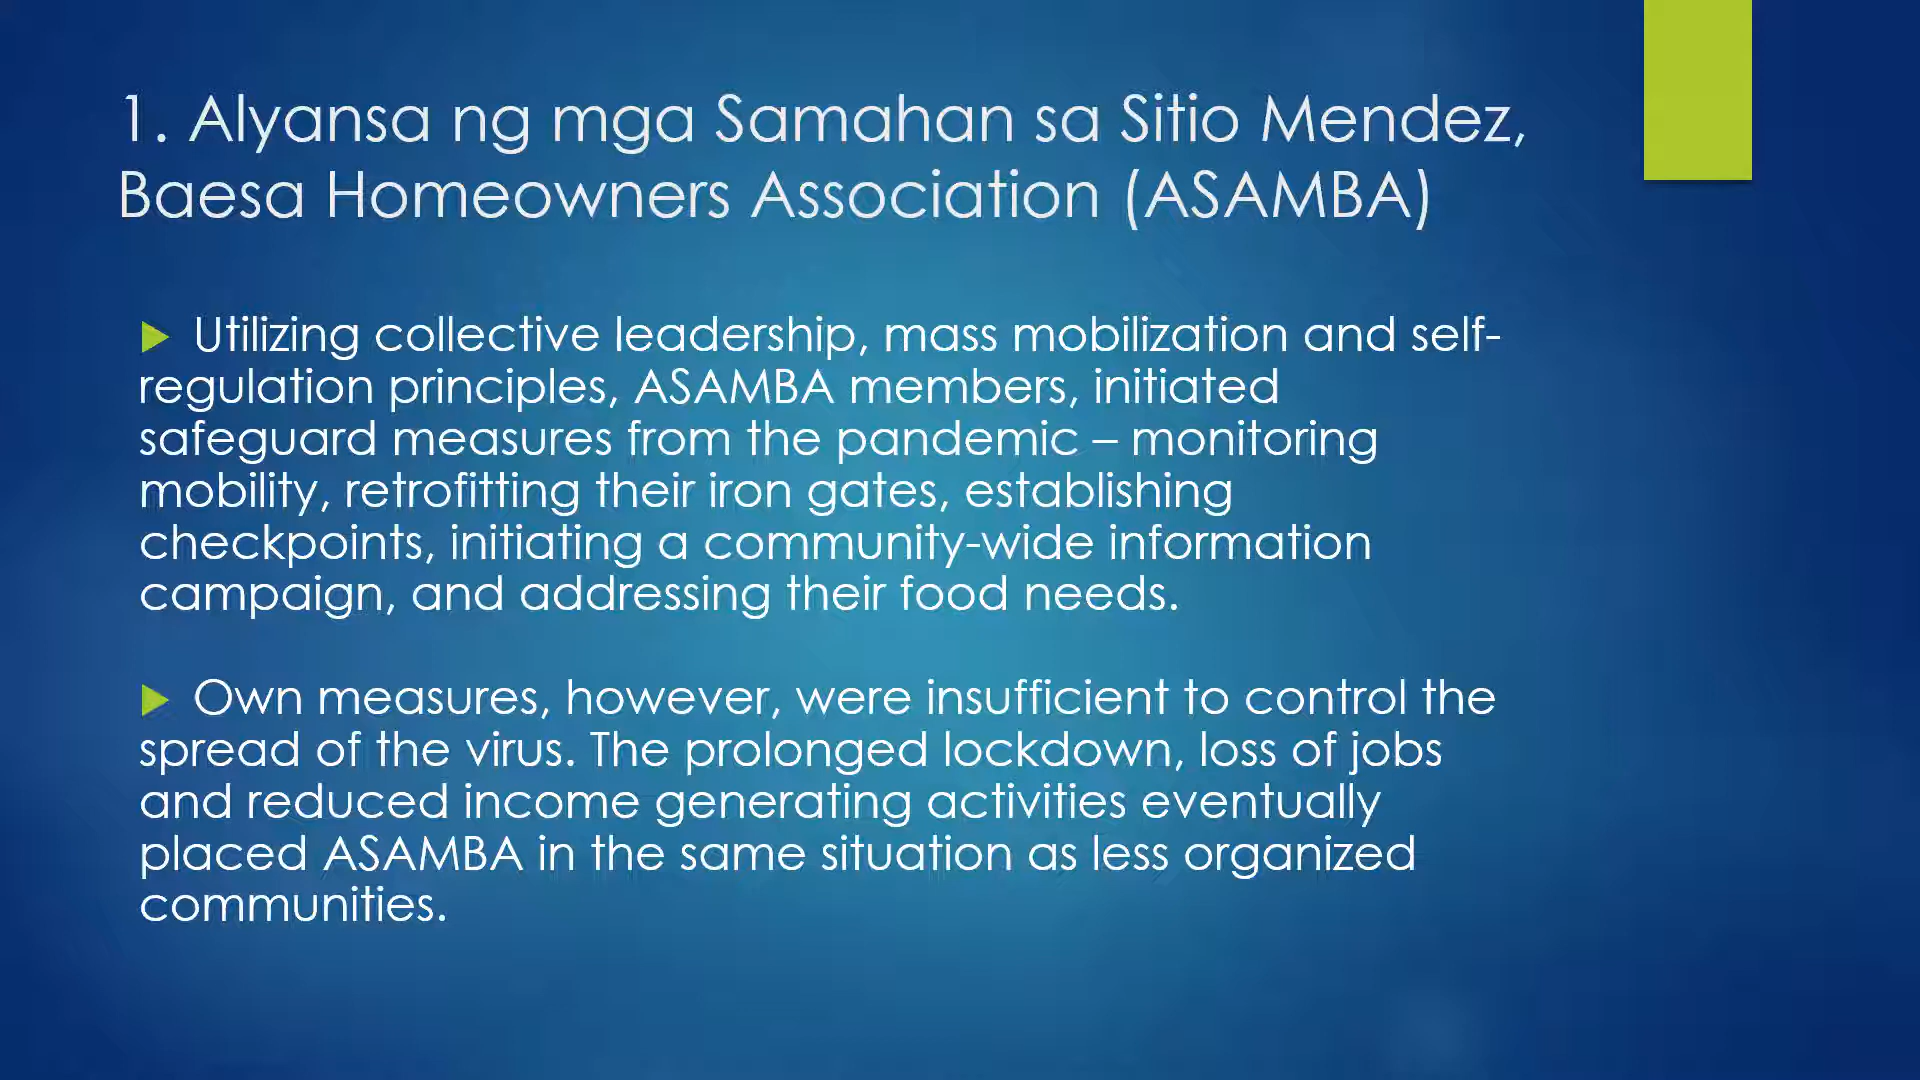 1. Alyansa ng mga Samahan sa Sitio Mendez,
Baesa Homeowners Association (ASAMBA)
Utilizing collective leadership, mass mobilization and self-
regulation principles, ASAMBA members, initiated
safeguard measures from the pandemic – monitoring
mobility, retrofitting their iron gates, establishing
checkpoints, initiating a community-wide information
campaign, and addressing their food needs.
Own measures, however, were insufficient to control the
spread of the virus. The prolonged lockdown, loss of jobs
and reduced income generating activities eventually
placed ASAMBA in the same situation as less organized
communities.